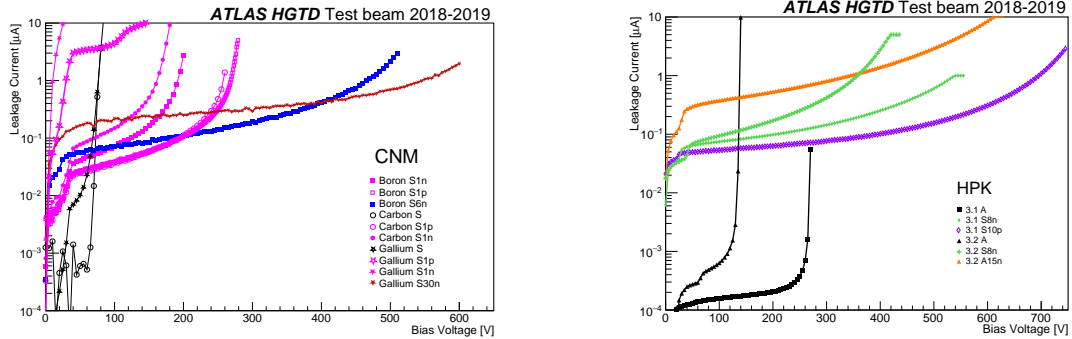 ATLAS HGTD Test beam 2018-2019
Leakage Current [μA]
10
1
10⁻¹
10⁻²
10⁻³
10⁻⁴
CNM
Boron S1n
Boron S1p
Boron S6n
Carbon S
Carbon S1p
Carbon S1n
Gallium S
Gallium S1p
Gallium S1n
Gallium S30n
0 100 200 300 400 500 600
Bias Voltage [V]
ATLAS HGTD Test beam 2018-2019
Leakage Current [μA]
10
1
10⁻¹
10⁻²
10⁻³
10⁻⁴
HPK
3.1 A
3.1 S8n
3.1 S10p
3.2 A
3.2 S8n
3.2 A15n
0 100 200 300 400 500 600 700
Bias Voltage [V]